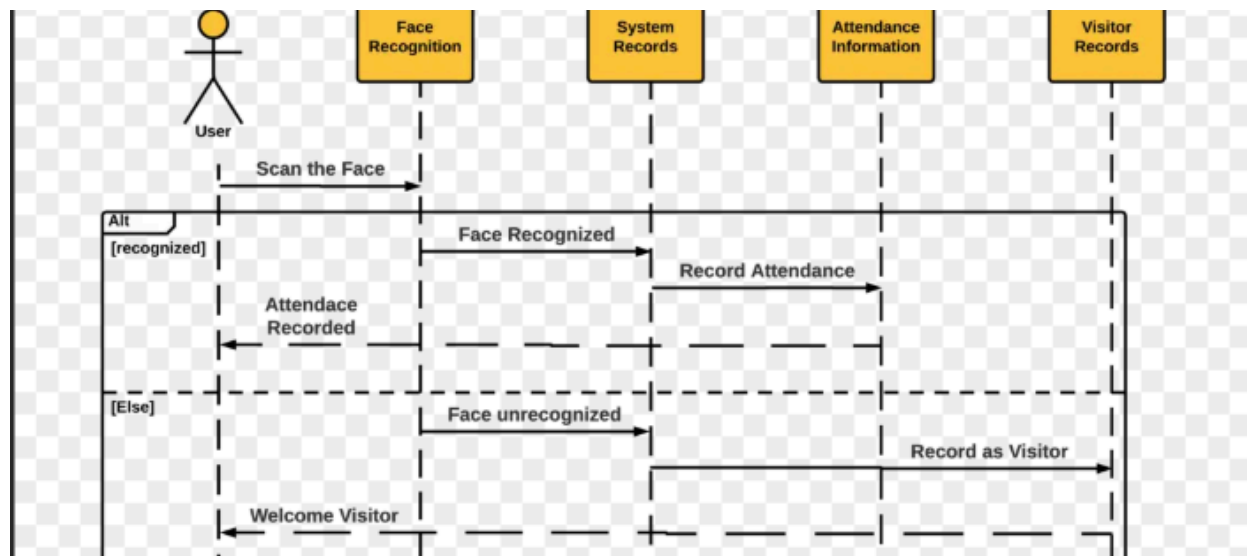 Face
Recognition
System
Records
Attendance
Information
Visitor
Records
User
Scan the Face
Alt
[recognized]
Face Recognized
Record Attendance
Attendace
Recorded
[Else]
Face unrecognized
Record as Visitor
Welcome Visitor